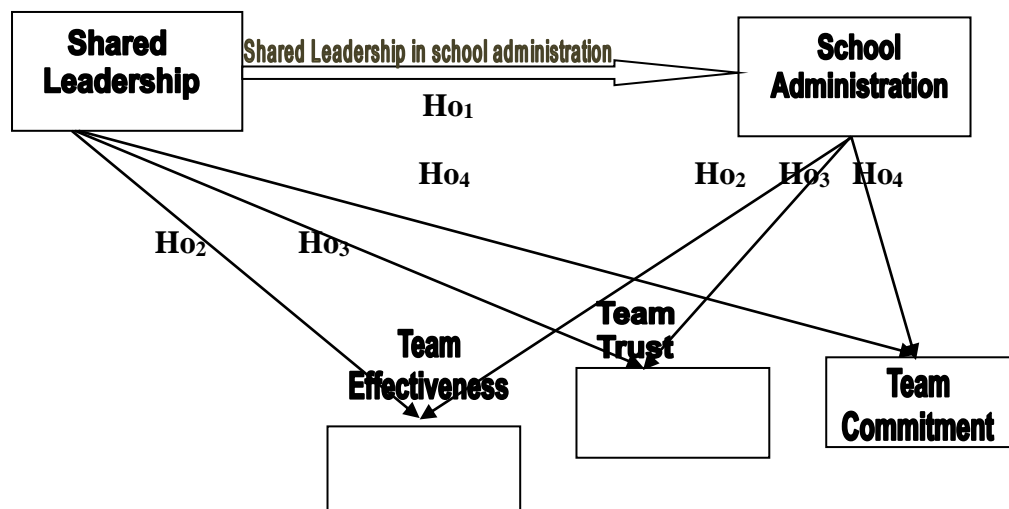 Shared
Leadership
Shared Leadership in school administration
School
Administration
Ho1
Ho4
Ho2
Ho3
Ho4
Ho2
Ho3
Team
Trust
Team
Effectiveness
Team
Commitment